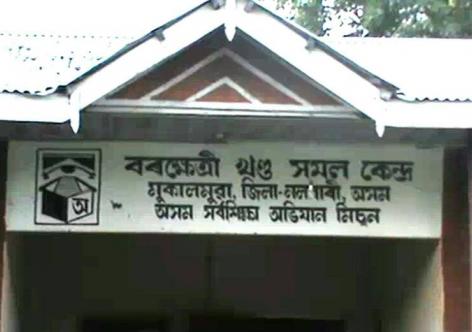 বৰক্ষেত্ৰী খণ্ড সমল কেন্দ্ৰ
মুকালমুৱা, জিলা-নলবাৰী, অসম
অসম সৰ্বশিক্ষা অভিযান মিছন
অ